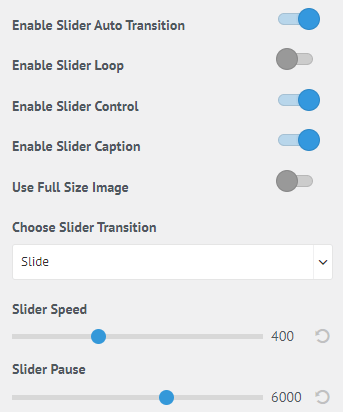 Enable Slider Auto Transition
Enable Slider Loop
Enable Slider Control
Enable Slider Caption
Use Full Size Image
Choose Slider Transition
Slide
Slider Speed
400
Slider Pause
6000